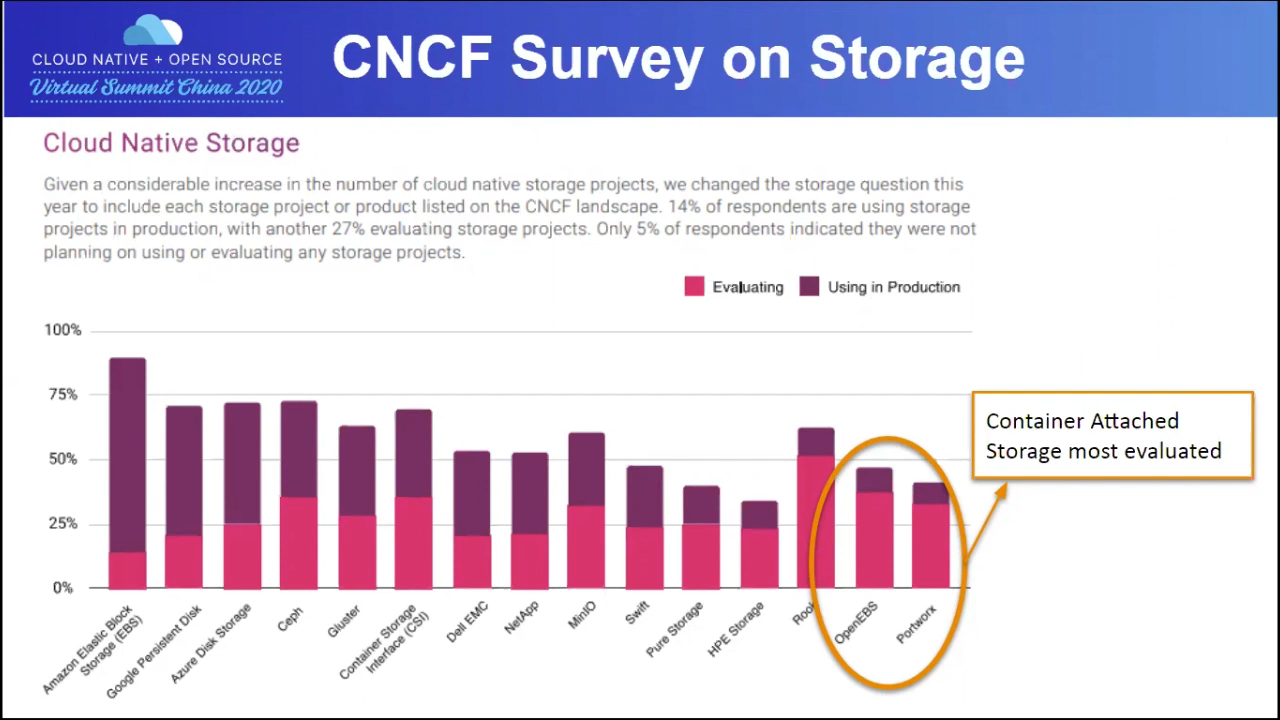 CLOUD NATIVE + OPEN SOURCE
Virtual Summit China 2020
CNCF Survey on Storage
Cloud Native Storage
Given a considerable increase in the number of cloud native storage projects, we changed the storage question this
year to include each storage project or product listed on the CNCF landscape. 14% of respondents are using storage
projects in production, with another 27% evaluating storage projects. Only 5% of respondents indicated they were not
planning on using or evaluating any storage projects.
Evaluating
Using in Production
100%
75%
50%
25%
0%
Container Attached
Storage most evaluated
Amazon Elastic Block
Storage (EBS)
Google Persistent Disk
Azure Disk Storage
Ceph
Gluster
Container Storage
Interface (CSI)
Dell EMC
NetApp
MinIO
Swift
Pure Storage
HPE Storage
Rook
OpenEBS
Portworx